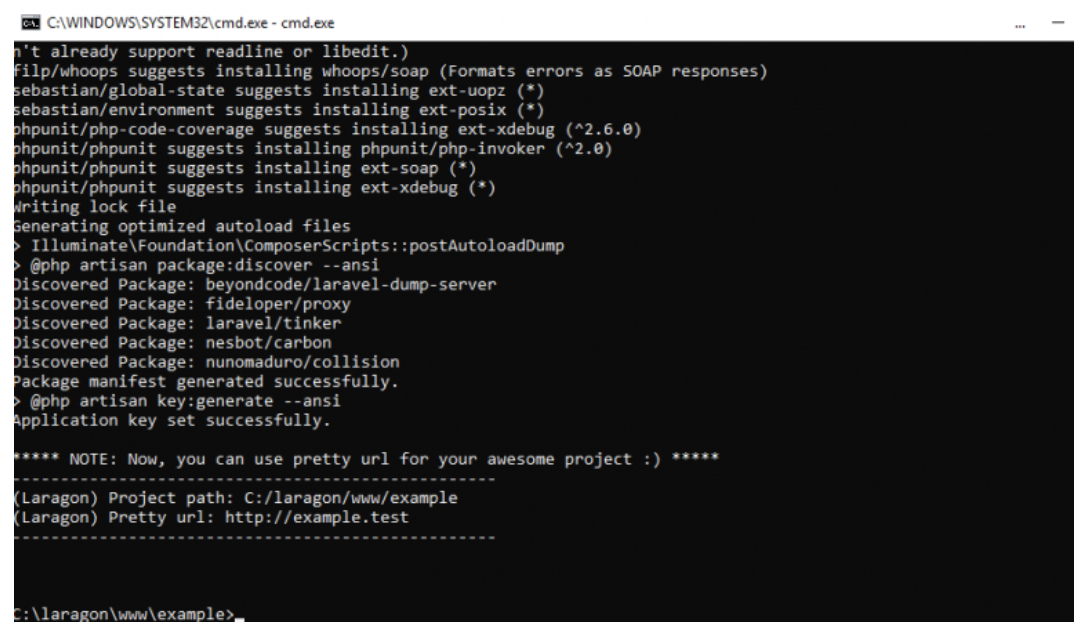 C:\WINDOWS\SYSTEM32\cmd.exe - cmd.exe
n't already support readline or libedit.)
filp/whoops suggests installing whoops/soap (Formats errors as SOAP responses)
sebastian/global-state suggests installing ext-uopz (*)
sebastian/environment suggests installing ext-posix (*)
phpunit/php-code-coverage suggests installing ext-xdebug (^2.6.0)
phpunit/phpunit suggests installing phpunit/php-invoker (^2.0)
phpunit/phpunit suggests installing ext-soap (*)
phpunit/phpunit suggests installing ext-xdebug (*)
Writing lock file
Generating optimized autoload files
> Illuminate\Foundation\ComposerScripts::postAutoloadDump
> @php artisan package:discover --ansi
Discovered Package: beyondcode/laravel-dump-server
Discovered Package: fideloper/proxy
Discovered Package: laravel/tinker
Discovered Package: nesbot/carbon
Discovered Package: nunomaduro/collision
Package manifest generated successfully.
> @php artisan key:generate --ansi
Application key set successfully.
***** NOTE: Now, you can use pretty url for your awesome project :) *****
--------------------------------------------------
(Laragon) Project path: C:/laragon/www/example
(Laragon) Pretty url: http://example.test
--------------------------------------------------
C:\laragon\www\example>_